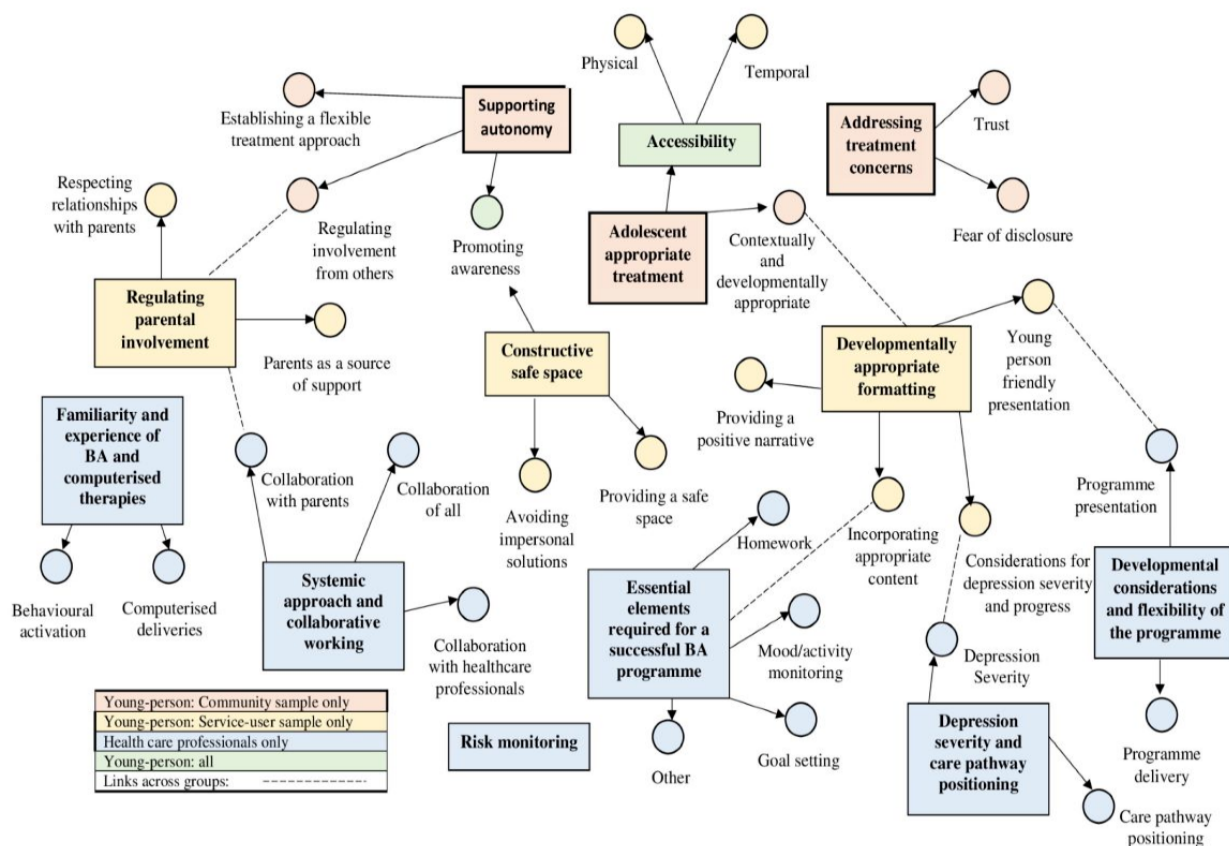 Physical
Temporal
Establishing a flexible
treatment approach
Supporting
autonomy
Accessibility
Addressing
treatment
concerns
Trust
Respecting
relationships
with parents
Regulating
involvement
from others
Promoting
awareness
Adolescent
appropriate
treatment
Contextually and
developmentally
appropriate
Fear of disclosure
Regulating
parental
involvement
Parents as a source
of support
Constructive
safe space
Developmentally
appropriate
formatting
Young
person
friendly
presentation
Providing a
positive narrative
Familiarity and
experience of
BA and
computerised
therapies
Collaboration
with parents
Collaboration
of all
Avoiding
impersonal
solutions
Providing a safe
space
Homework
Incorporating
appropriate
content
Considerations for
depression severity
and progress
Programme
presentation
Behavioural
activation
Computerised
deliveries
Systemic
approach and
collaborative
working
Collaboration
with healthcare
professionals
Essential
elements
required for a
successful BA
programme
Mood/activity
monitoring
Depression
Severity
Developmental
considerations
and flexibility of
the programme
Young-person: Community sample only
Young-person: Service-user sample only
Health care professionals only
Young-person: all
Links across groups:
Risk monitoring
Other
Goal setting
Depression
severity and
care pathway
positioning
Programme
delivery
Care pathway
positioning